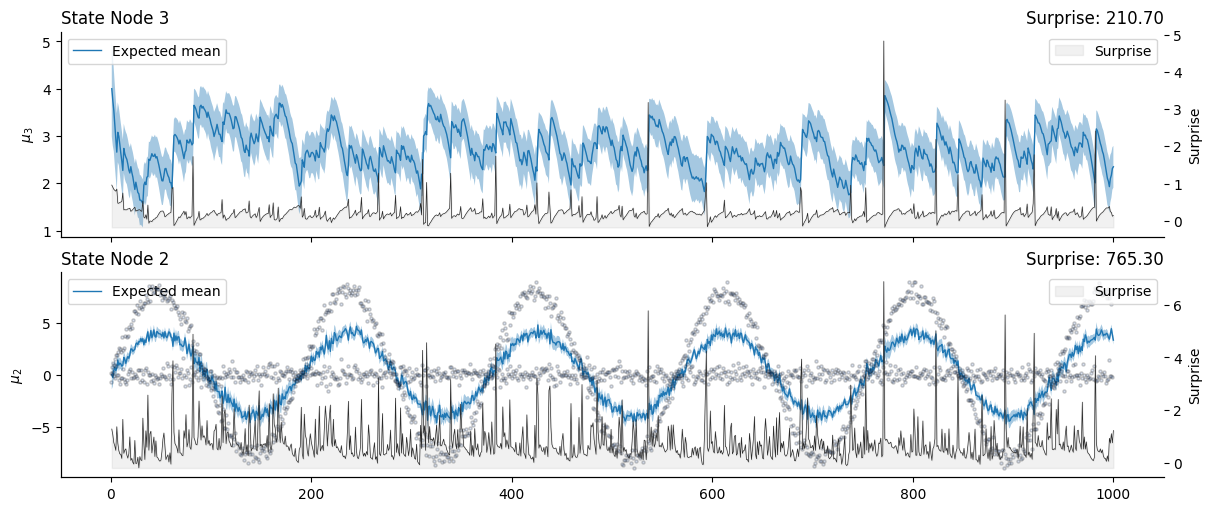 State Node 3
Surprise: 210.70
Expected mean
Surprise
5
4
3
2
1
μ3
5
4
3
2
1
0
Surprise
State Node 2
Surprise: 765.30
Expected mean
Surprise
5
0
−5
μ2
6
4
2
0
Surprise
0
200
400
600
800
1000